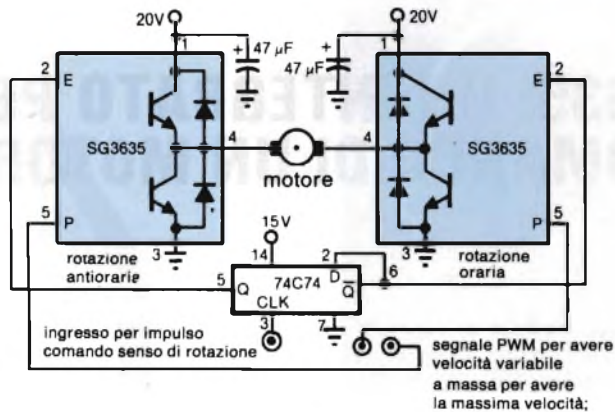 20V
20V
1
47 µF
47 µF
1
2
E
E
2
SG3635
4
4
SG3635
motore
5
P
P
5
3
15V
3
rotazione
antiorarie
14
2
rotazione
oraria
D
6
5
Q
74C74
Q̄
CLK
3
7
ingresso per impulso
comando senso di rotazione
segnale PWM per avere
velocità variabile
a massa per avere
la massima velocità;